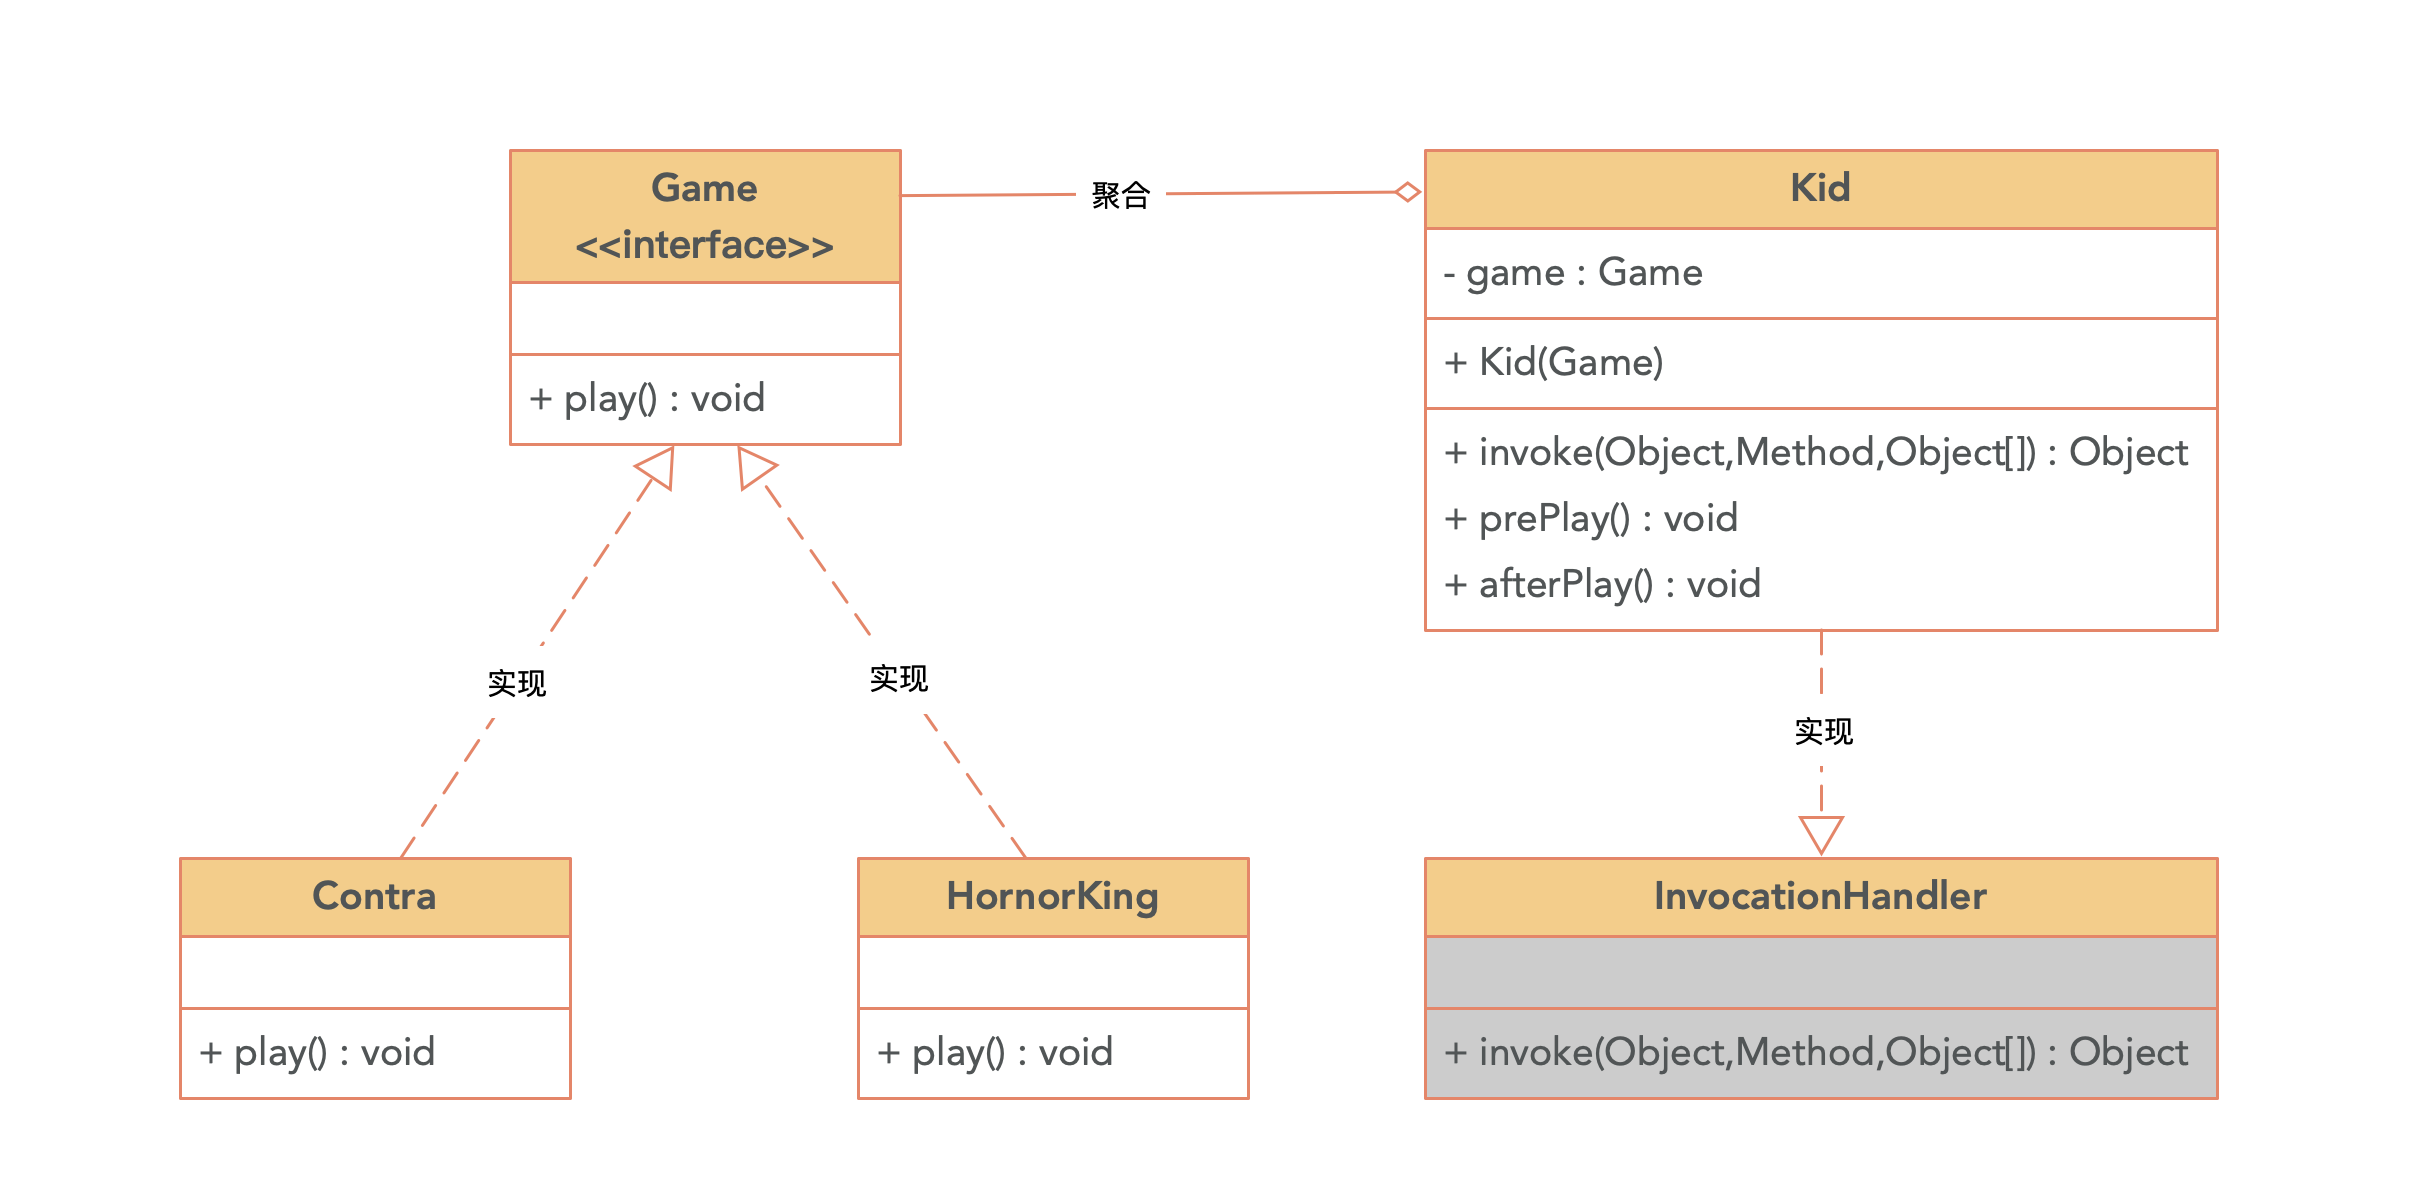 Game
<<interface>>
+ play() : void
聚合
Kid
- game : Game
+ Kid(Game)
+ invoke(Object,Method,Object[]) : Object
+ prePlay() : void
+ afterPlay() : void
实现
实现
实现
Contra
+ play() : void
HornorKing
+ play() : void
InvocationHandler
+ invoke(Object,Method,Object[]) : Object